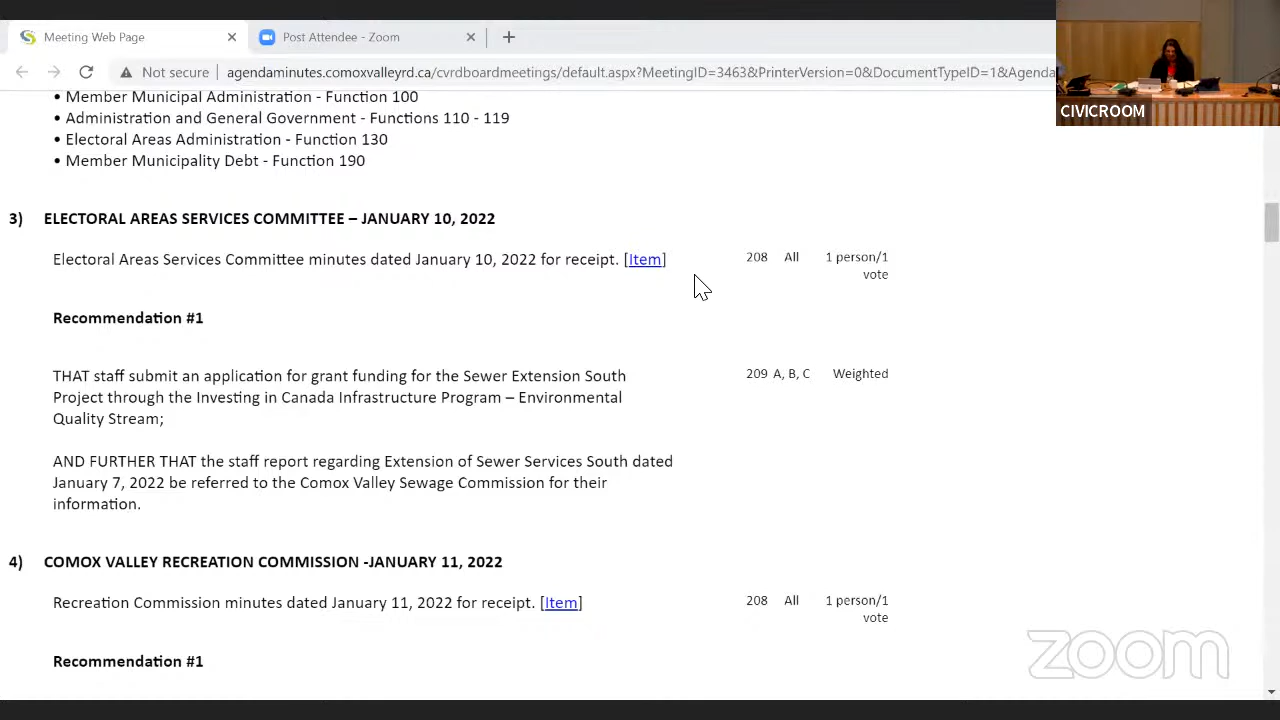 Meeting Web Page
Post Attendee - Zoom
Not secure
agendaminutes.comoxvalleyrd.ca/cvrdboardmeetings/default.aspx?MeetingID=3463&PrinterVersion=0&DocumentTypeID=1&Agenda
CIVICROOM
• Member Municipal Administration - Function 100
• Administration and General Government - Functions 110 - 119
• Electoral Areas Administration - Function 130
• Member Municipality Debt - Function 190
3) ELECTORAL AREAS SERVICES COMMITTEE – JANUARY 10, 2022
Electoral Areas Services Committee minutes dated January 10, 2022 for receipt. [Item] 208 All 1 person/1
vote
Recommendation #1
THAT staff submit an application for grant funding for the Sewer Extension South 209 A, B, C Weighted
Project through the Investing in Canada Infrastructure Program – Environmental
Quality Stream;
AND FURTHER THAT the staff report regarding Extension of Sewer Services South dated
January 7, 2022 be referred to the Comox Valley Sewage Commission for their
information.
4) COMOX VALLEY RECREATION COMMISSION -JANUARY 11, 2022
Recreation Commission minutes dated January 11, 2022 for receipt. [Item] 208 All 1 person/1
vote
Recommendation #1
zoom